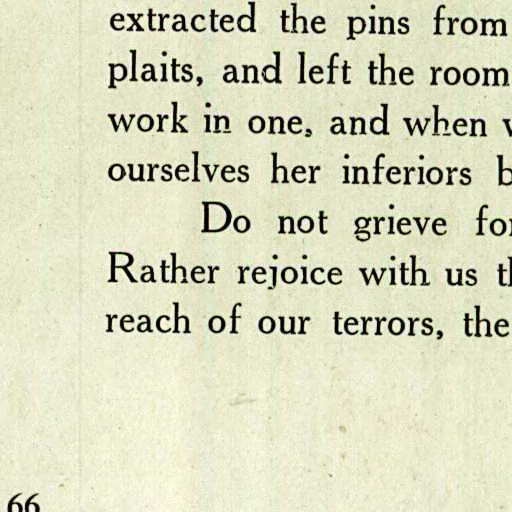 extracted the pins from
plaits, and left the room
work in one, and when
ourselves her inferiors
Do not grieve for
Rather rejoice with us
reach of our terrors, the
66